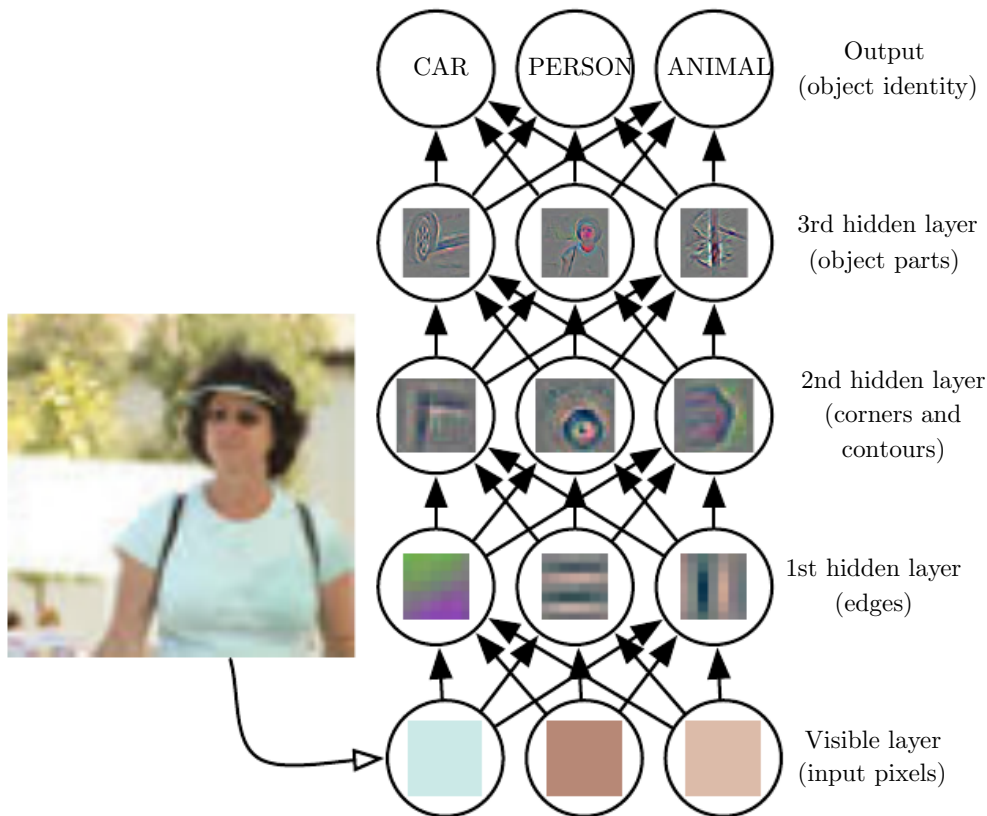 CAR PERSON ANIMAL
Output
(object identity)
3rd hidden layer
(object parts)
2nd hidden layer
(corners and
contours)
1st hidden layer
(edges)
Visible layer
(input pixels)